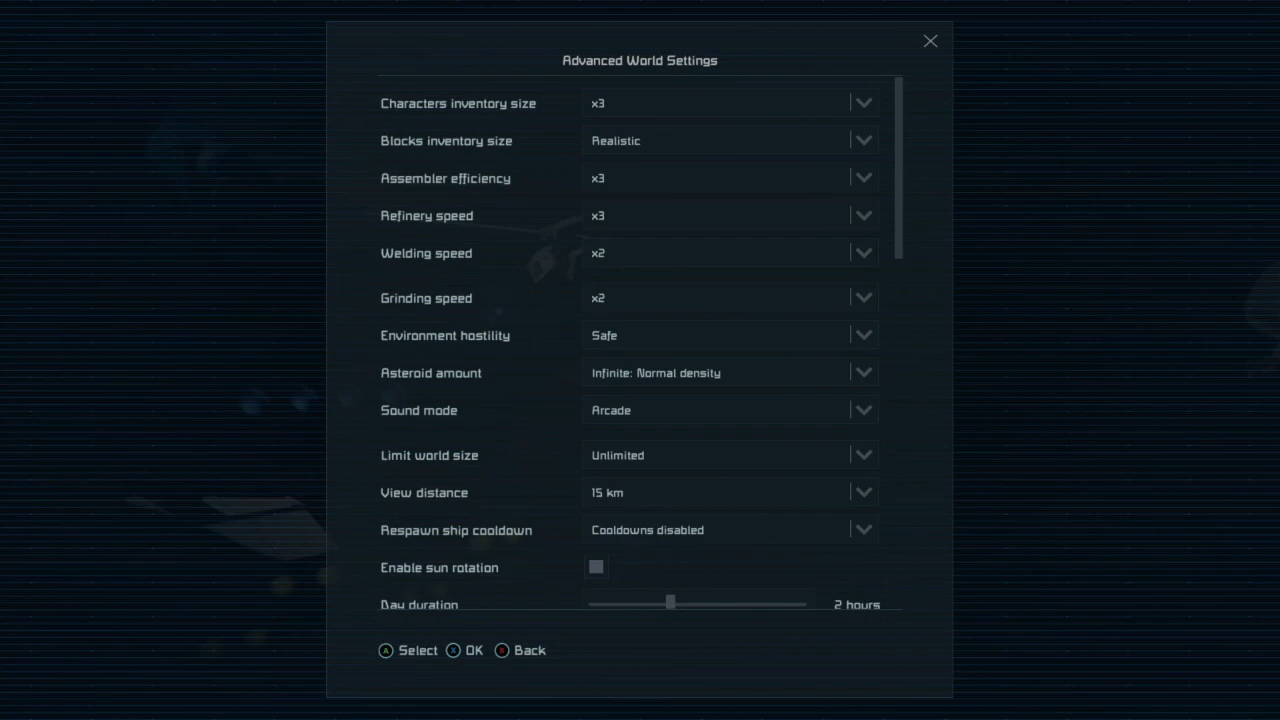 Advanced World Settings
Characters inventory size x3
Blocks inventory size Realistic
Assembler efficiency x3
Refinery speed x3
Welding speed x2
Grinding speed x2
Environment hostility Safe
Asteroid amount Infinite: Normal density
Sound mode Arcade
Limit world size Unlimited
View distance 15 km
Respawn ship cooldown Cooldowns disabled
Enable sun rotation
Day duration 2 hours
A Select X OK B Back